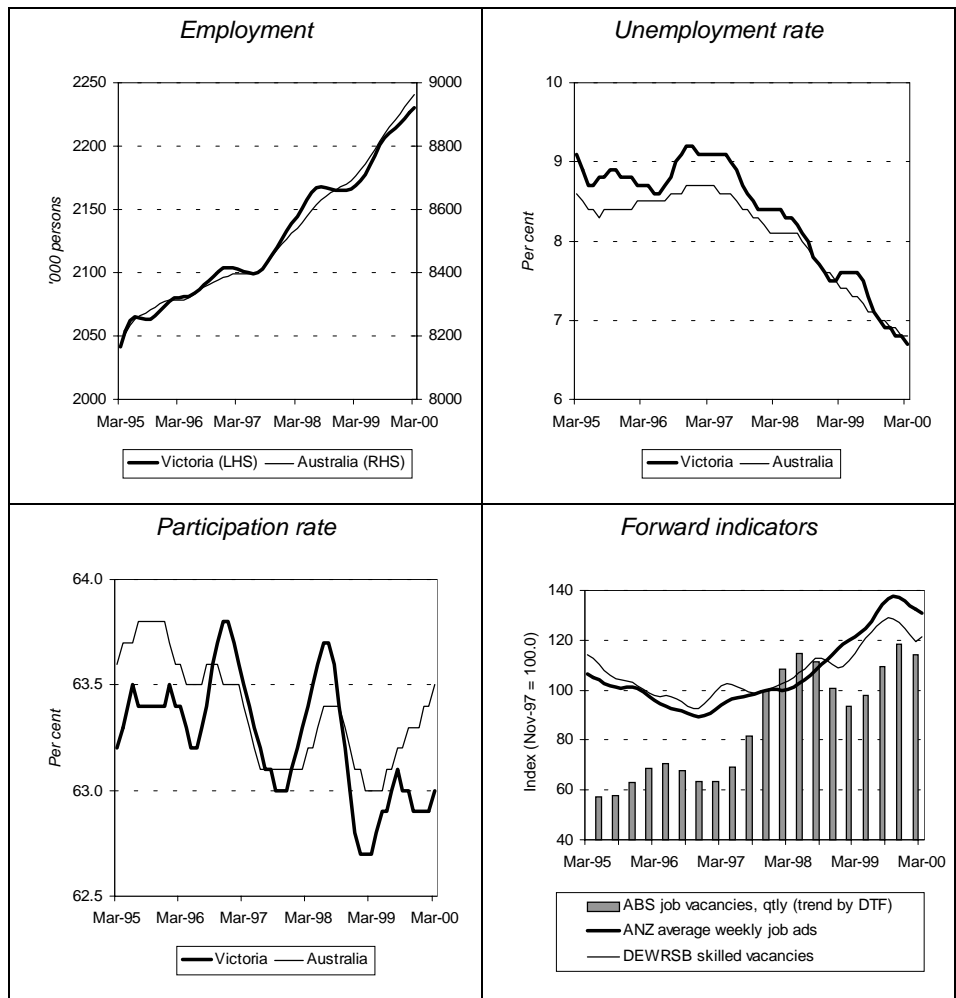 Employment
2250
2200
2150
2100
2050
2000
'000 persons
9000
8800
8600
8400
8200
8000
Mar-95 Mar-96 Mar-97 Mar-98 Mar-99 Mar-00
Victoria (LHS) Australia (RHS)
Unemployment rate
10
9
8
7
6
Per cent
Mar-95 Mar-96 Mar-97 Mar-98 Mar-99 Mar-00
Victoria Australia
Participation rate
64.0
63.5
63.0
62.5
Per cent
Mar-95 Mar-96 Mar-97 Mar-98 Mar-99 Mar-00
Victoria Australia
Forward indicators
140
120
100
80
60
40
Index (Nov-97 = 100.0)
Mar-95 Mar-96 Mar-97 Mar-98 Mar-99 Mar-00
ABS job vacancies, qtly (trend by DTF)
ANZ average weekly job ads
DEWRSB skilled vacancies